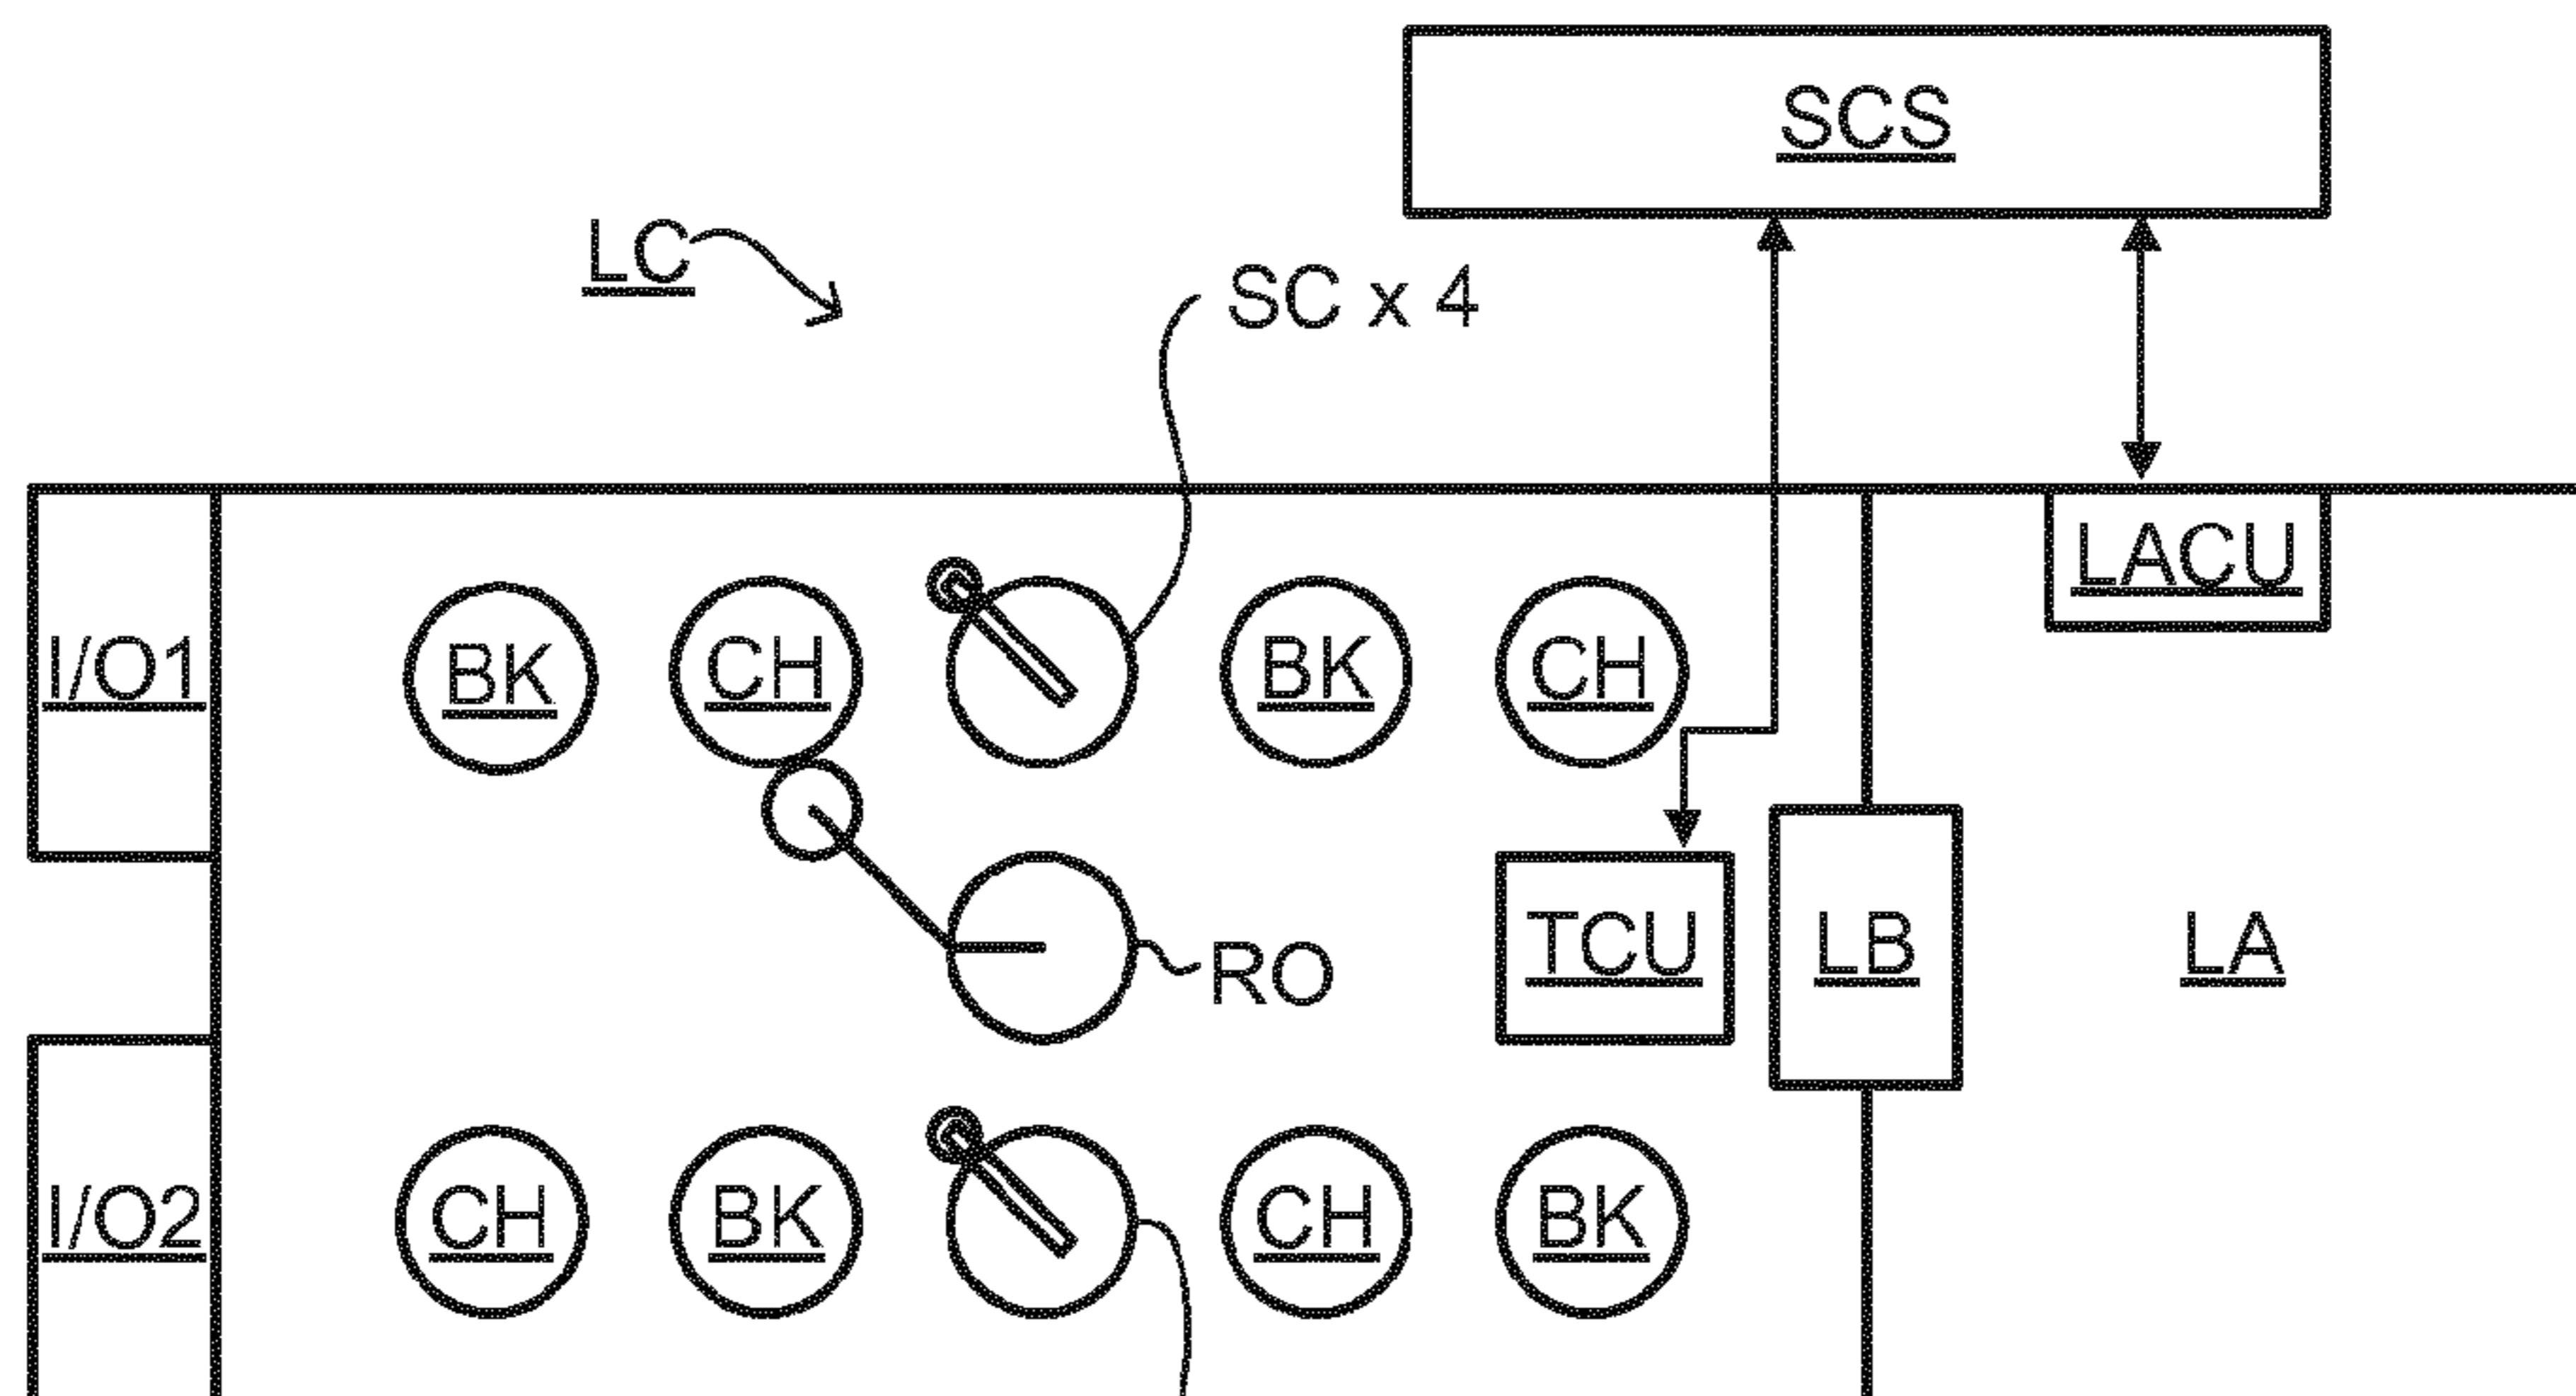 SCS
LC
SC x 4
LACU
I/O1
BK
CH
BK
CH
TCU
LB
LA
RO
I/O2
CH
BK
CH
BK